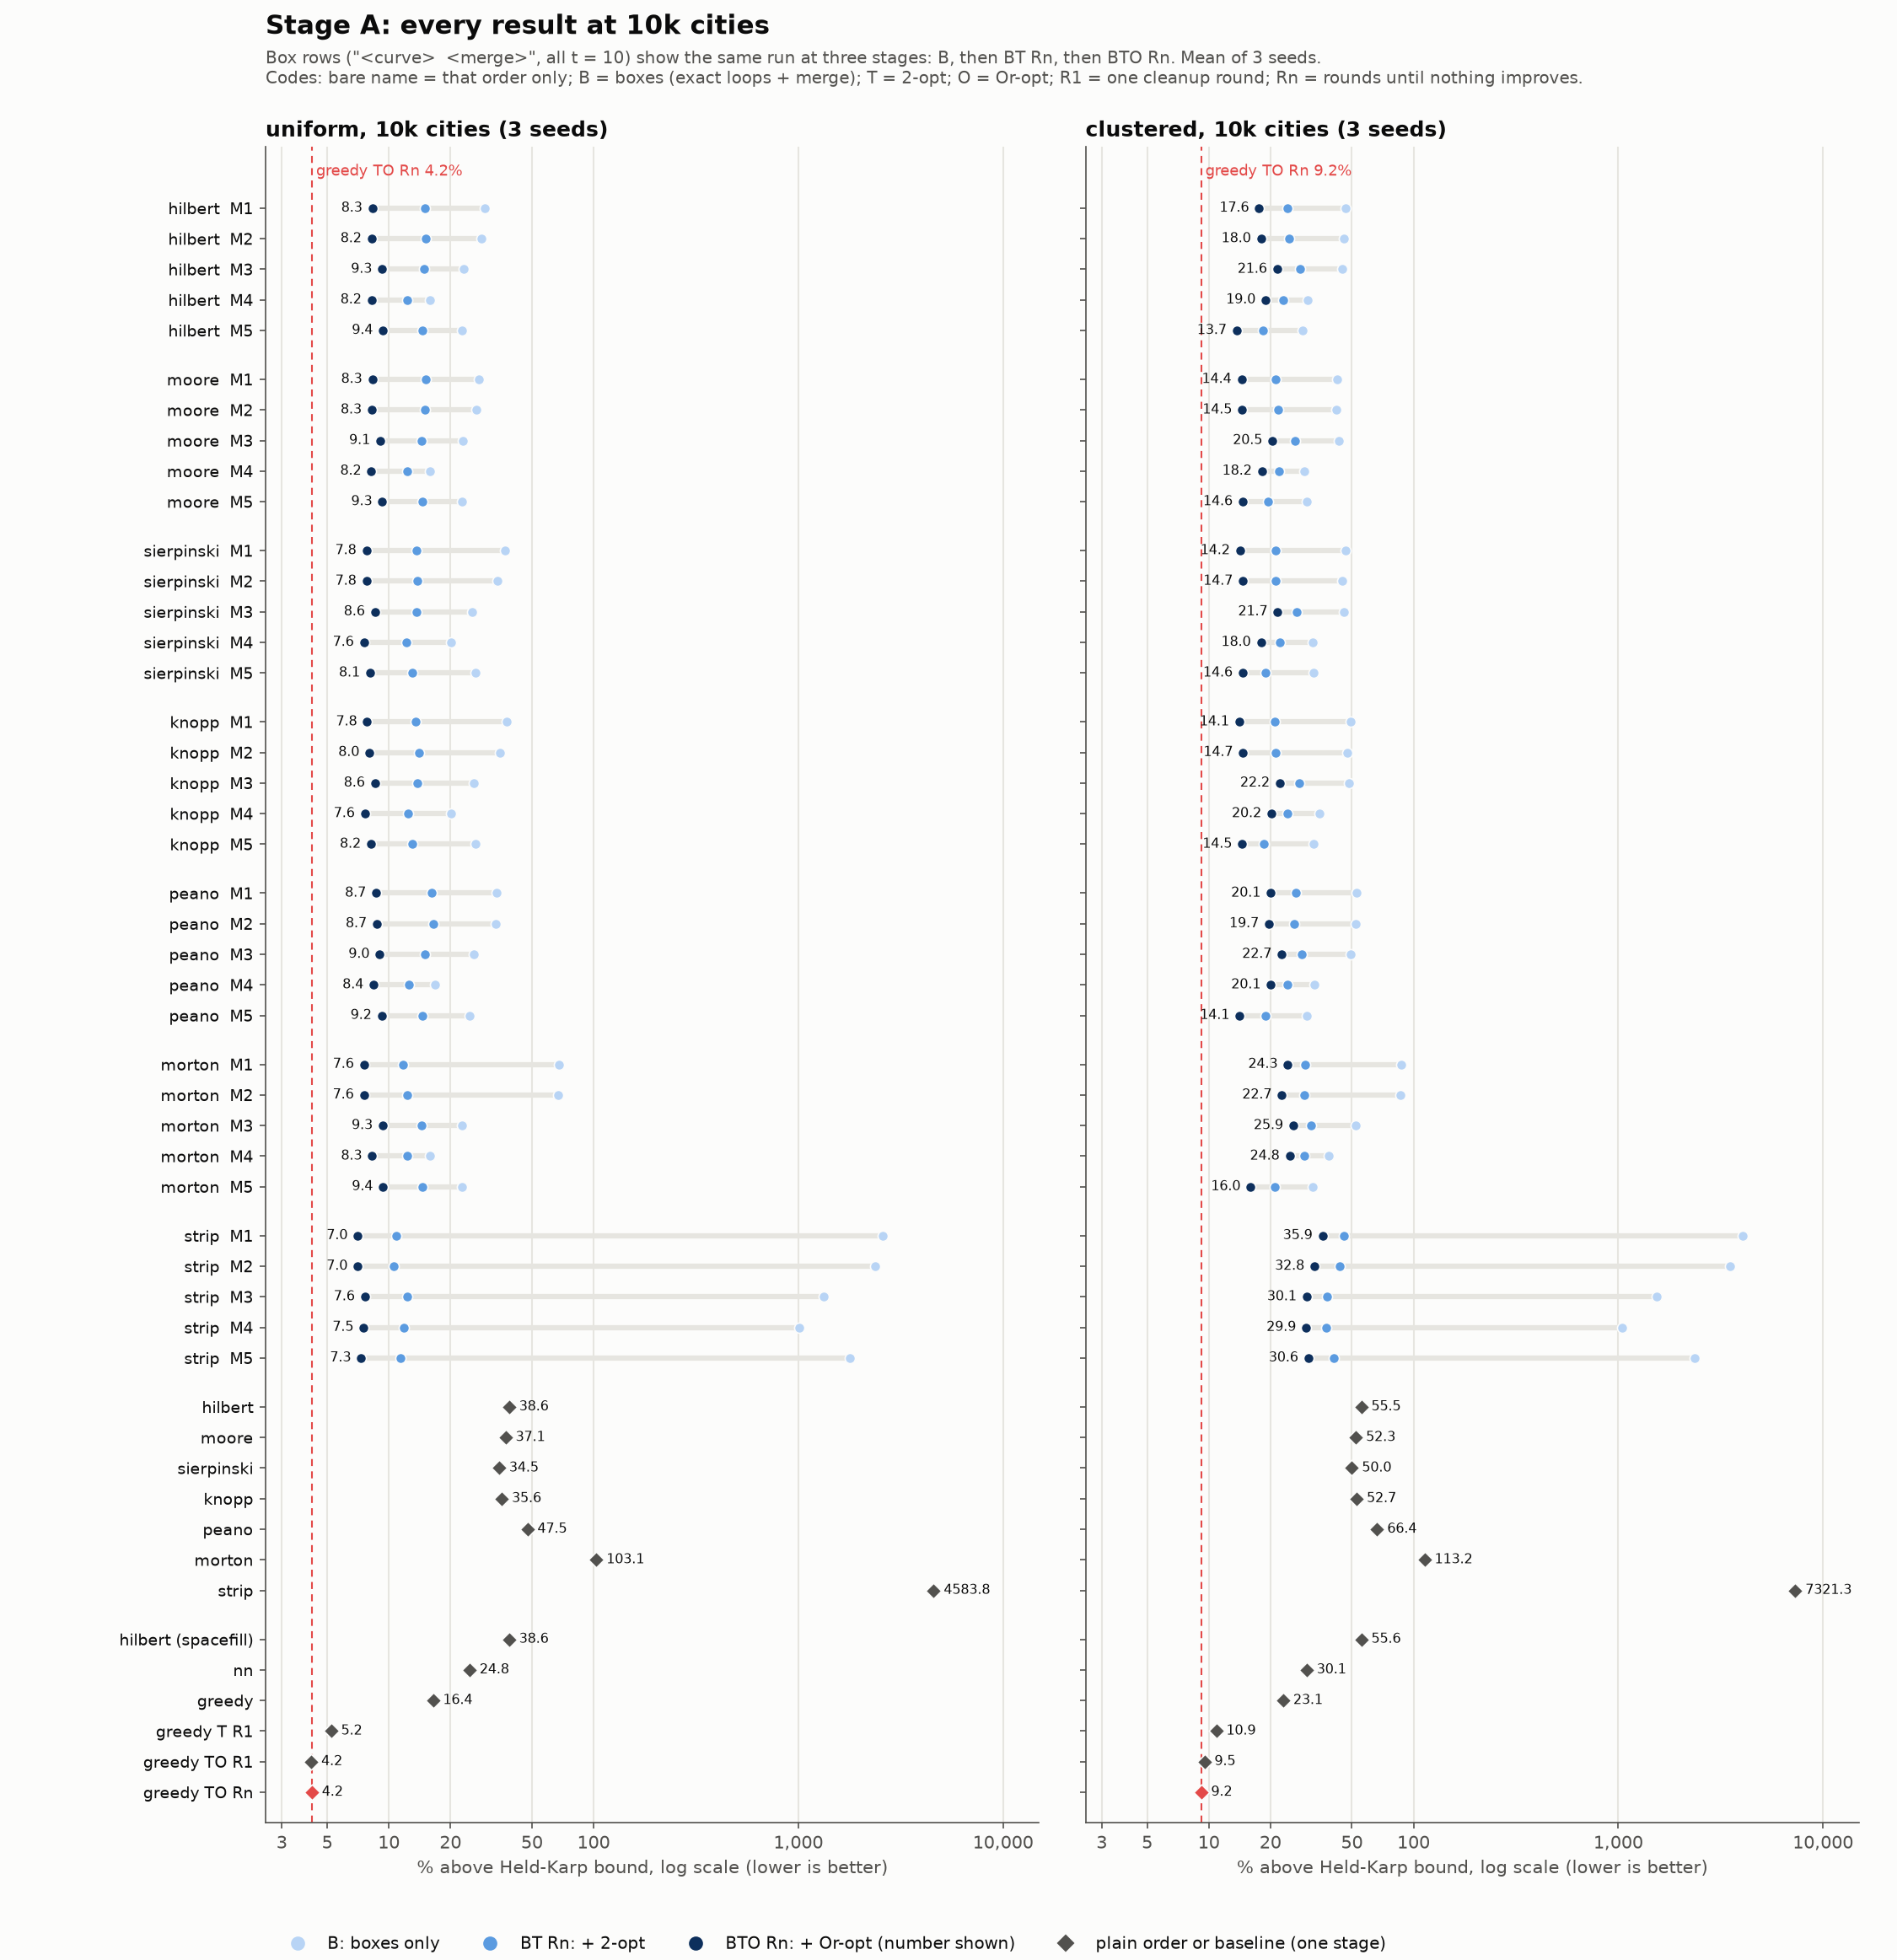 Stage A: every result at 10k cities
Box rows ("<curve>  <merge>", all t = 10) show the same run at three stages: B, then BT Rn, then BTO Rn. Mean of 3 seeds.
Codes: bare name = that order only; B = boxes (exact loops + merge); T = 2-opt; O = Or-opt; R1 = one cleanup round; Rn = rounds until nothing improves.
uniform, 10k cities (3 seeds)
clustered, 10k cities (3 seeds)
greedy TO Rn 4.2%
greedy TO Rn 9.2%
hilbert M1 8.3 17.6
hilbert M2 8.2 18.0
hilbert M3 9.3 21.6
hilbert M4 8.2 19.0
hilbert M5 9.4 13.7
moore M1 8.3 14.4
moore M2 8.3 14.5
moore M3 9.1 20.5
moore M4 8.2 18.2
moore M5 9.3 14.6
sierpinski M1 7.8 14.2
sierpinski M2 7.8 14.7
sierpinski M3 8.6 21.7
sierpinski M4 7.6 18.0
sierpinski M5 8.1 14.6
knopp M1 7.8 14.1
knopp M2 8.0 14.7
knopp M3 8.6 22.2
knopp M4 7.6 20.2
knopp M5 8.2 14.5
peano M1 8.7 20.1
peano M2 8.7 19.7
peano M3 9.0 22.7
peano M4 8.4 20.1
peano M5 9.2 14.1
morton M1 7.6 24.3
morton M2 7.6 22.7
morton M3 9.3 25.9
morton M4 8.3 24.8
morton M5 9.4 16.0
strip M1 7.0 35.9
strip M2 7.0 32.8
strip M3 7.6 30.1
strip M4 7.5 29.9
strip M5 7.3 30.6
hilbert 38.6 55.5
moore 37.1 52.3
sierpinski 34.5 50.0
knopp 35.6 52.7
peano 47.5 66.4
morton 103.1 113.2
strip 4583.8 7321.3
hilbert (spacefill) 38.6 55.6
nn 24.8 30.1
greedy 16.4 23.1
greedy T R1 5.2 10.9
greedy TO R1 4.2 9.5
greedy TO Rn 4.2 9.2
3 5 10 20 50 100 1,000 10,000
3 5 10 20 50 100 1,000 10,000
% above Held-Karp bound, log scale (lower is better)
% above Held-Karp bound, log scale (lower is better)
B: boxes only
BT Rn: + 2-opt
BTO Rn: + Or-opt (number shown)
plain order or baseline (one stage)